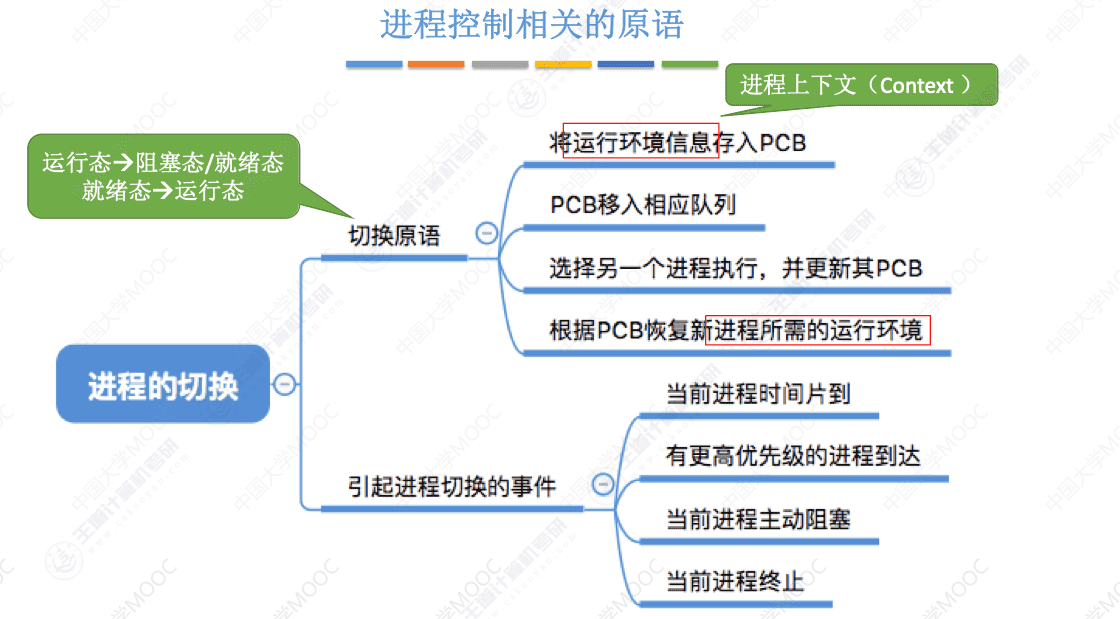 进程控制相关的原语
进程上下文（Context ）
运行态→阻塞态/就绪态
就绪态→运行态
将运行环境信息存入PCB
PCB移入相应队列
切换原语
选择另一个进程执行，并更新其PCB
根据PCB恢复新进程所需的运行环境
进程的切换
当前进程时间片到
有更高优先级的进程到达
引起进程切换的事件
当前进程主动阻塞
当前进程终止
中国大学MOOC
王道计算机考研